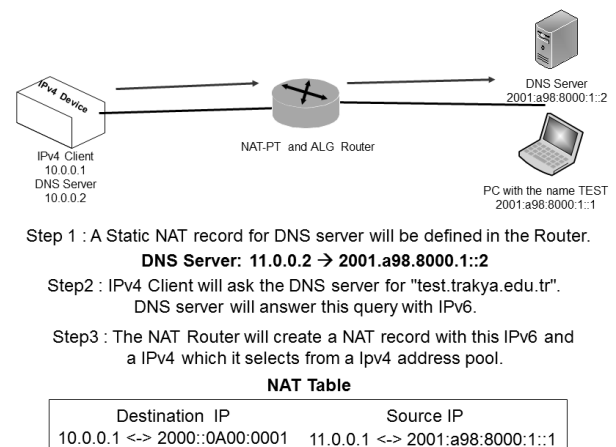 IPv4 Device
DNS Server
2001:a98:8000:1::2
NAT-PT and ALG Router
IPv4 Client
10.0.0.1
DNS Server
10.0.0.2
PC with the name TEST
2001:a98:8000:1::1
Step 1 : A Static NAT record for DNS server will be defined in the Router.
DNS Server: 11.0.0.2 → 2001.a98.8000.1::2
Step2 : IPv4 Client will ask the DNS server for "test.trakya.edu.tr".
DNS server will answer this query with IPv6.
Step3 : The NAT Router will create a NAT record with this IPv6 and
a IPv4 which it selects from a Ipv4 address pool.
NAT Table
Destination IP Source IP
10.0.0.1 <-> 2000::0A00:0001 11.0.0.1 <-> 2001:a98:8000:1::1